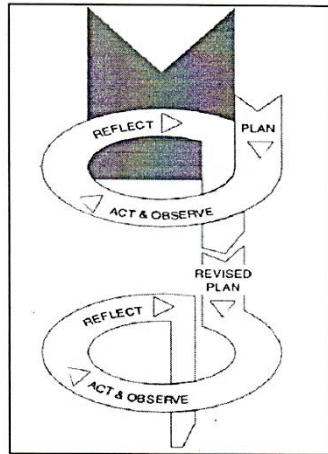 REFLECT
PLAN
ACT & OBSERVE
REVISED
PLAN
REFLECT
ACT & OBSERVE